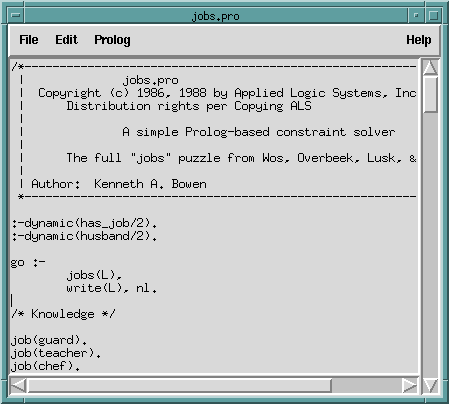 jobs.pro
File Edit Prolog Help
/*--------------------------------------------------------
 | jobs.pro
 | Copyright (c) 1986, 1988 by Applied Logic Systems, Inc
 | Distribution rights per Copying ALS
 |
 | A simple Prolog-based constraint solver
 |
 | The full "jobs" puzzle from Wos, Overbeek, Lusk, &
 |
 | Author: Kenneth A. Bowen
 *--------------------------------------------------------
:-dynamic(has_job/2).
:-dynamic(husband/2).
go :-
jobs(L),
write(L), nl.
/* Knowledge */
job(guard).
job(teacher).
job(chef).